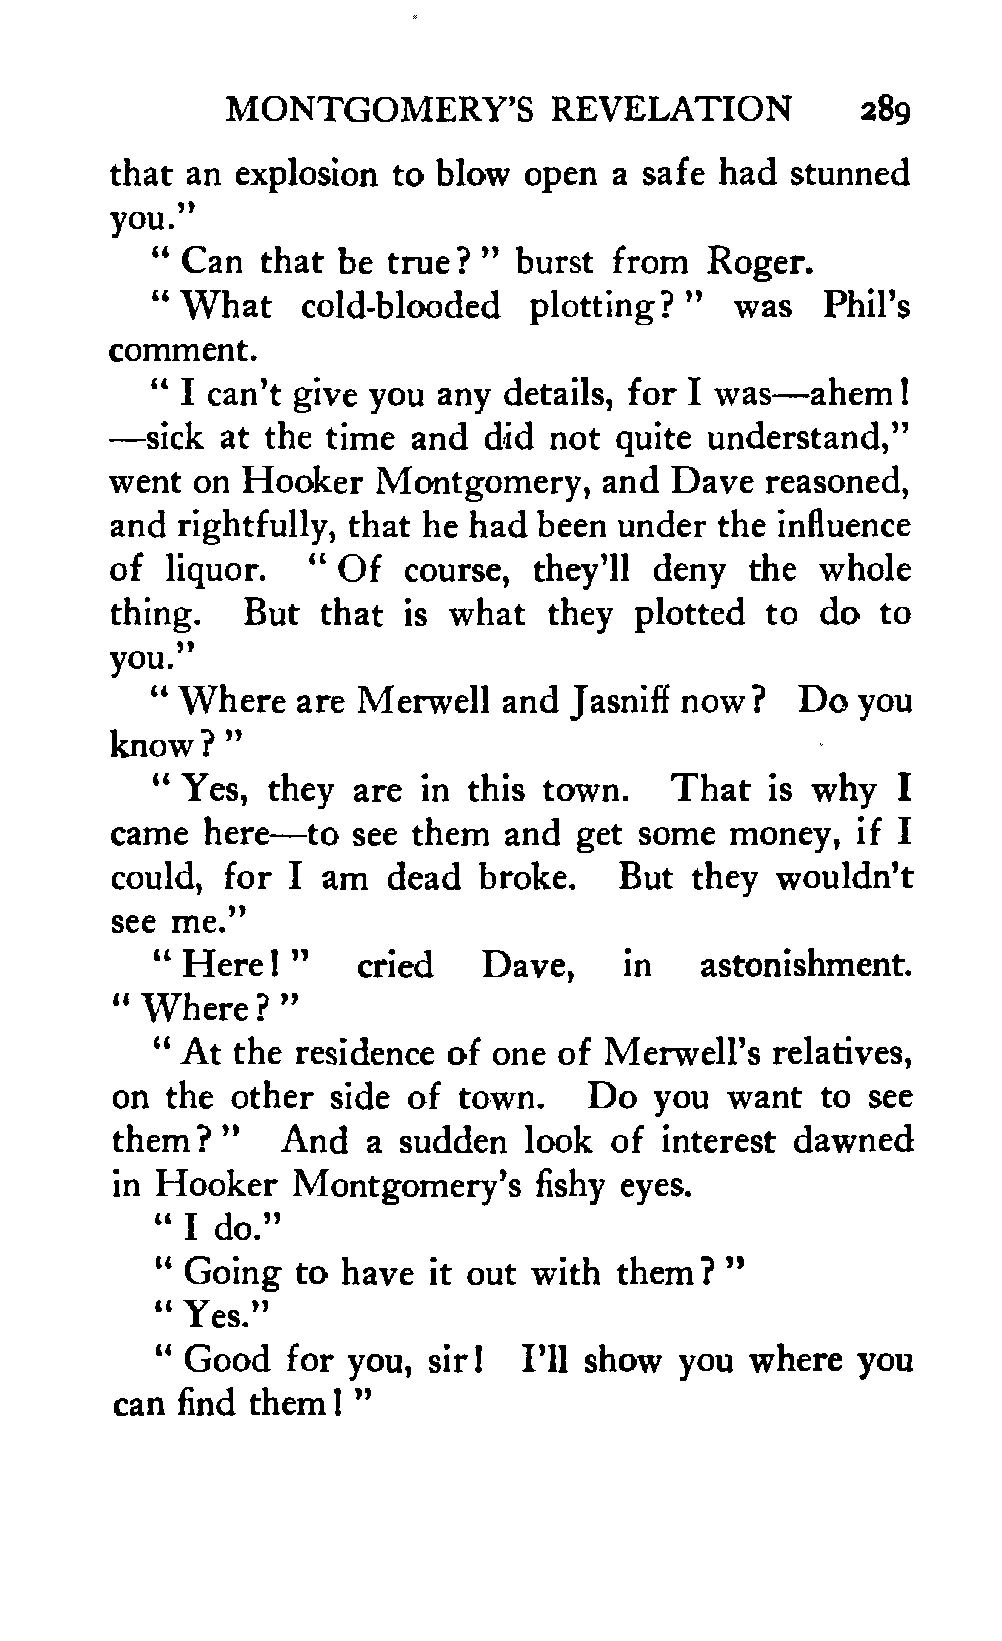 MONTGOMERY'S REVELATION 289
that an explosion to blow open a safe had stunned
you."
" Can that be true? " burst from Roger.
" What cold-blooded plotting? " was Phil's
comment.
" I can't give you any details, for I was—ahem!
—sick at the time and did not quite understand,"
went on Hooker Montgomery, and Dave reasoned,
and rightfully, that he had been under the influence
of liquor. " Of course, they'll deny the whole
thing. But that is what they plotted to do to
you."
" Where are Merwell and Jasniff now? Do you
know? "
" Yes, they are in this town. That is why I
came here—to see them and get some money, if I
could, for I am dead broke. But they wouldn't
see me."
" Here! " cried Dave, in astonishment.
" Where? "
" At the residence of one of Merwell's relatives,
on the other side of town. Do you want to see
them? " And a sudden look of interest dawned
in Hooker Montgomery's fishy eyes.
" I do."
" Going to have it out with them? "
" Yes."
" Good for you, sir! I'll show you where you
can find them! "